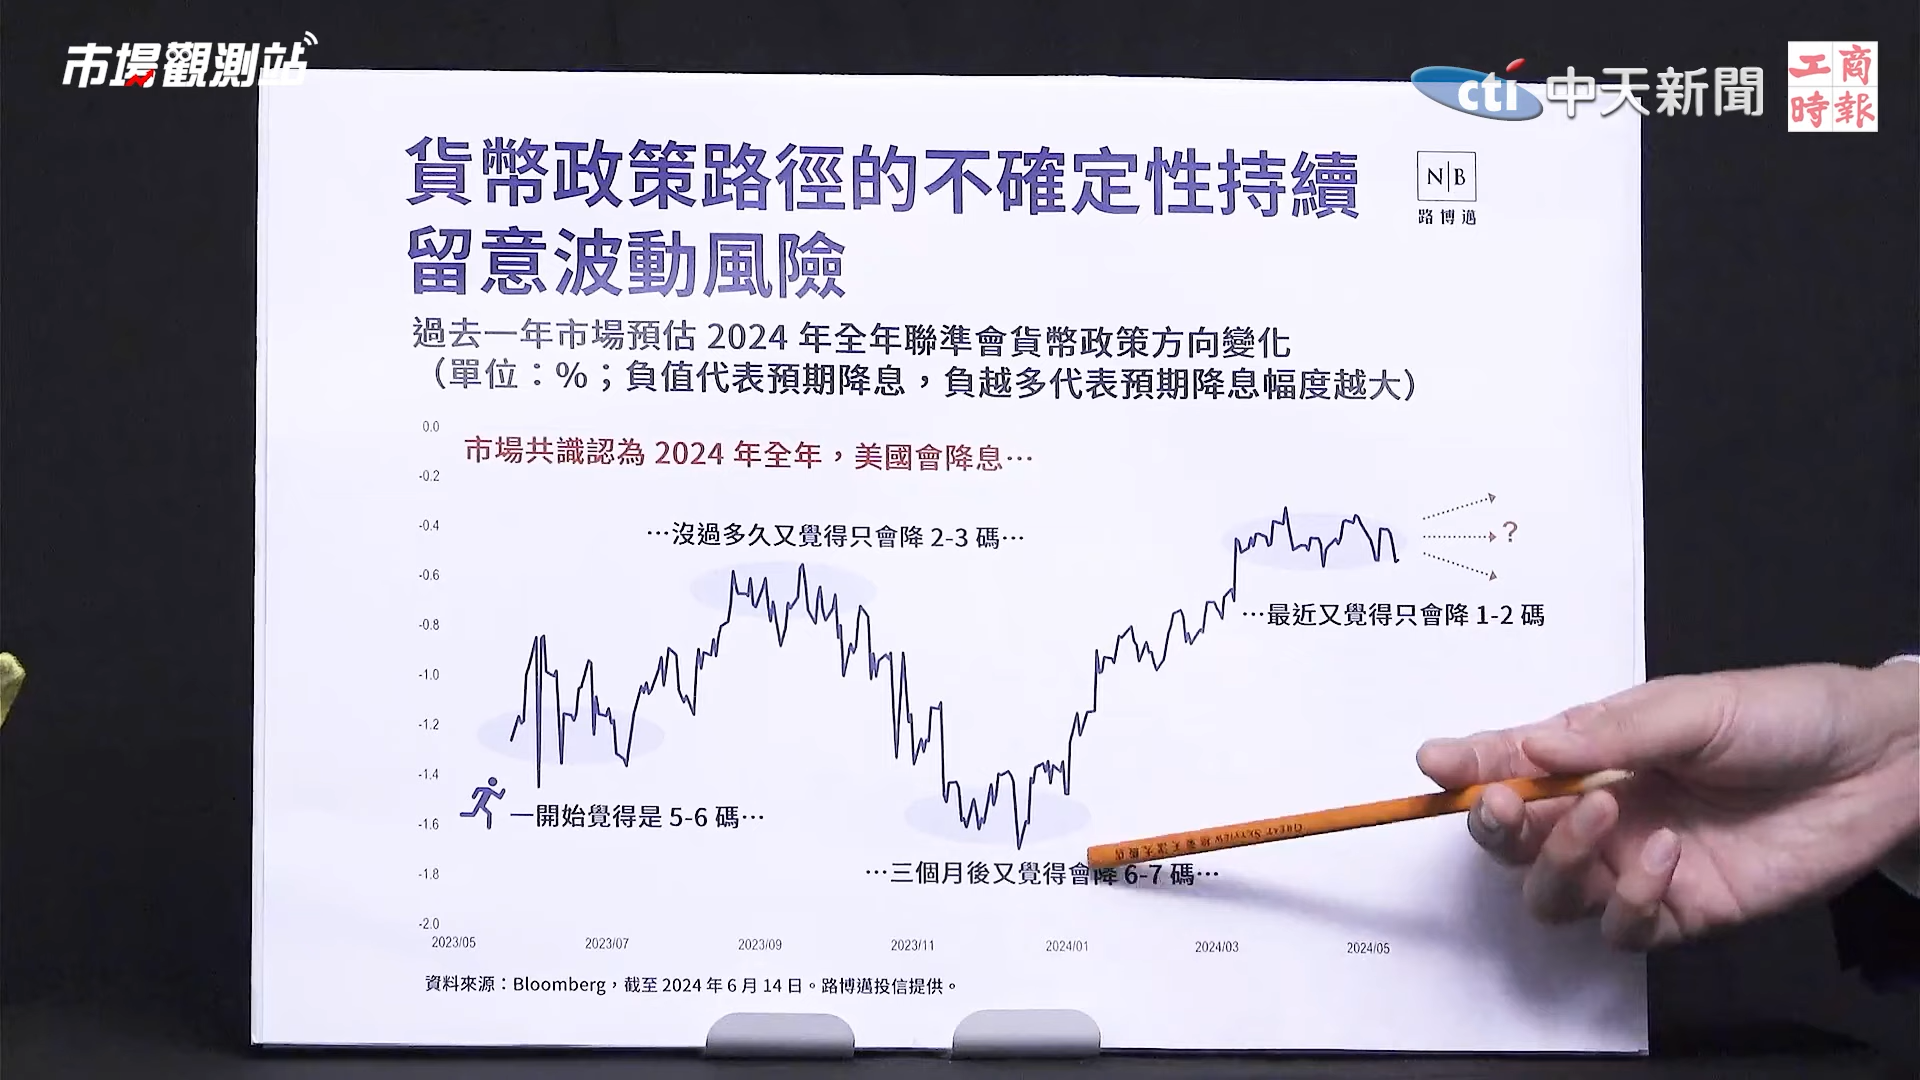 市場觀測站
cti 中天新聞
工商
時報
貨幣政策路徑的不確定性持續
留意波動風險
N|B
路博邁
過去一年市場預估 2024 年全年聯準會貨幣政策方向變化
（單位：%；負值代表預期降息，負越多代表預期降息幅度越大）
市場共識認為 2024 年全年，美國會降息…
…沒過多久又覺得只會降 2-3 碼…
?
…最近又覺得只會降 1-2 碼
一開始覺得是 5-6 碼…
…三個月後又覺得會降 6-7 碼…
0.0
-0.2
-0.4
-0.6
-0.8
-1.0
-1.2
-1.4
-1.6
-1.8
-2.0
2023/05 2023/07 2023/09 2023/11 2024/01 2024/03 2024/05
資料來源：Bloomberg，截至 2024 年 6 月 14 日。路博邁投信提供。
GREAT SKYVIEW